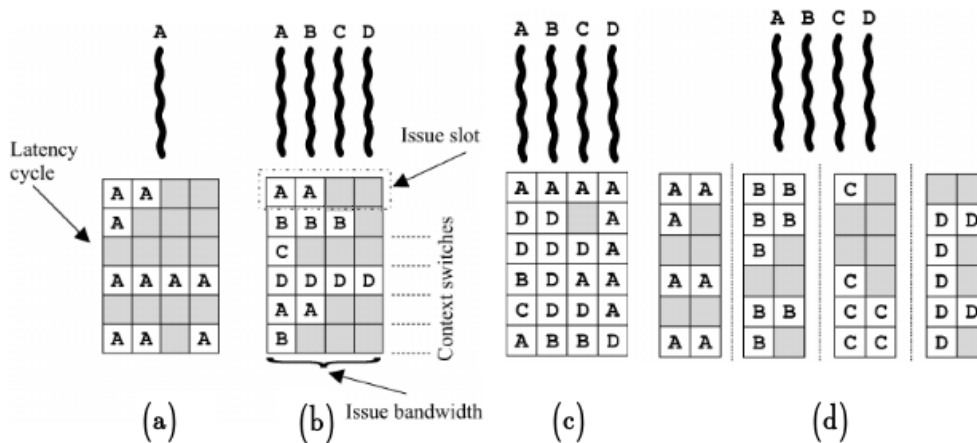 A
Latency
cycle
A A
A
A A A A
A A A
(a)
A B C D
Issue slot
A A
B B B
C
D D D D
A A
B
Context switches
Issue bandwidth
(b)
A B C D
A A A A
D D A
D D D A
B D A A
C D D A
A B B D
(c)
A B C D
A A
A
A A
A A
B B
B B
B
B B
B
C
C
C C
C C
D D
D
D
D D
D
(d)